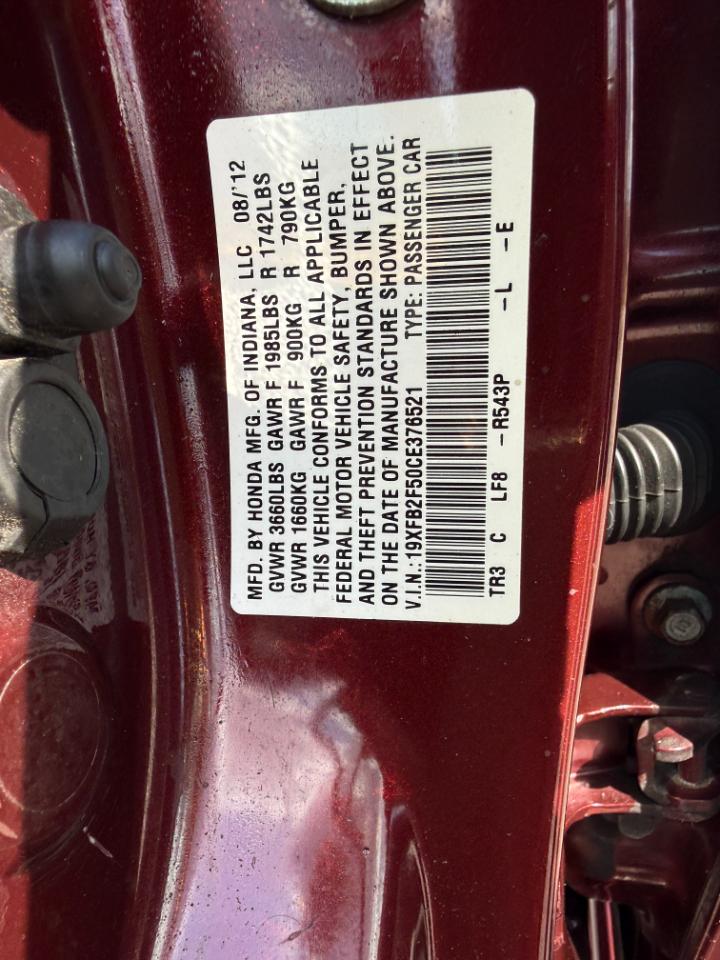 MFD. BY HONDA MFG. OF INDIANA, LLC 08/'12
GVWR 3660LBS GAWR F 1985LBS R 1742LBS
GVWR 1660KG GAWR F 900KG R 790KG
THIS VEHICLE CONFORMS TO ALL APPLICABLE
FEDERAL MOTOR VEHICLE SAFETY, BUMPER,
AND THEFT PREVENTION STANDARDS IN EFFECT
ON THE DATE OF MANUFACTURE SHOWN ABOVE.
V.I.N.:19XFB2F50CE376521 TYPE: PASSENGER CAR
TR3 C LF8 -R543P -L -E